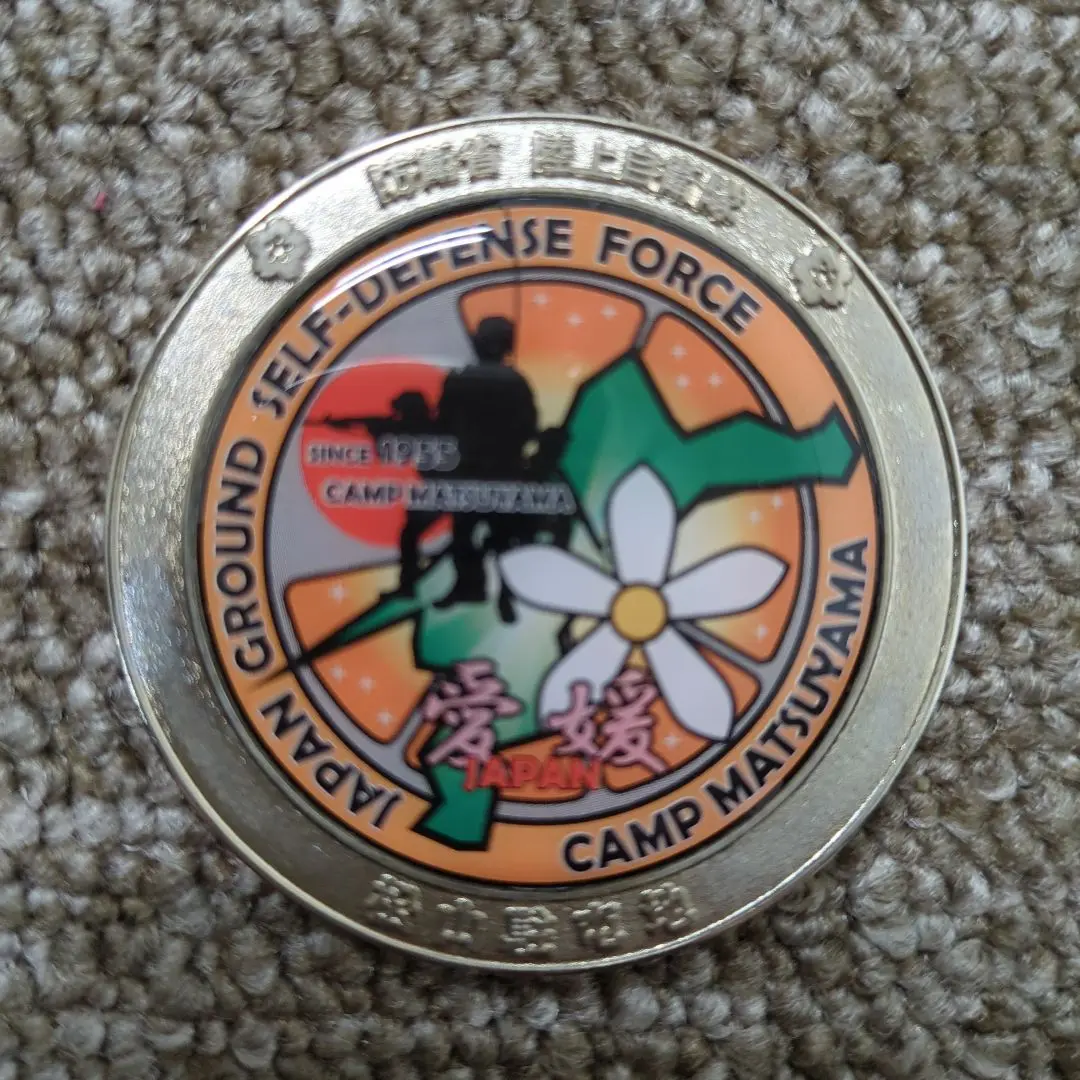 防衛省 陸上自衛隊
JAPAN GROUND SELF-DEFENSE FORCE
SINCE 1955
CAMP MATSUYAMA
愛媛
JAPAN
CAMP MATSUYAMA
松山駐屯地